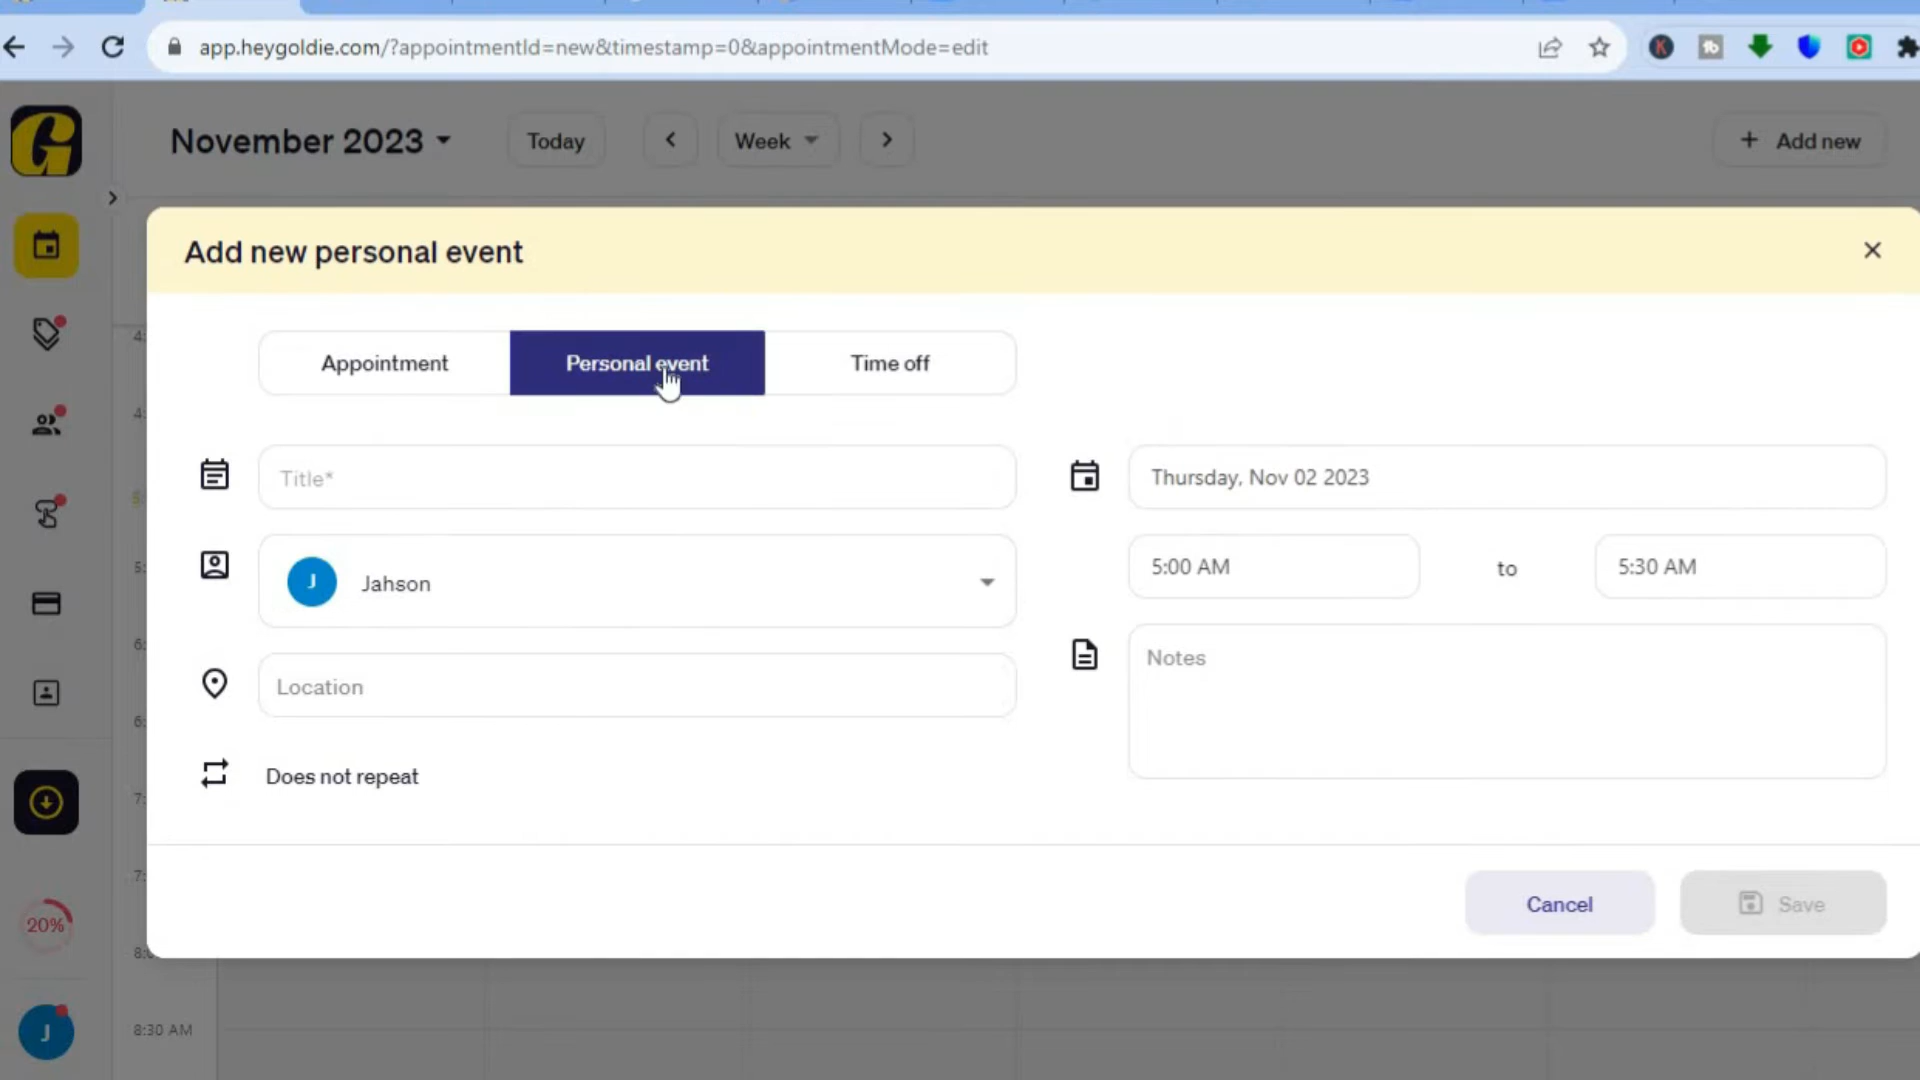 app.heygoldie.com/?appointmentId=new&timestamp=0&appointmentMode=edit
G
November 2023
Today
Week
+ Add new
Add new personal event
Appointment
Personal event
Time off
Title*
Thursday, Nov 02 2023
J
Jahson
5:00 AM
to
5:30 AM
Notes
Location
Does not repeat
Cancel
Save
20%
J
8:30 AM